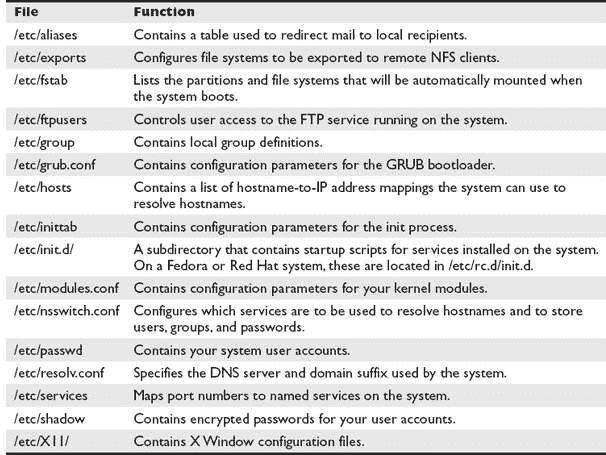 File Function
/etc/aliases Contains a table used to redirect mail to local recipients.
/etc/exports Configures file systems to be exported to remote NFS clients.
/etc/fstab Lists the partitions and file systems that will be automatically mounted when
the system boots.
/etc/ftpusers Controls user access to the FTP service running on the system.
/etc/group Contains local group definitions.
/etc/grub.conf Contains configuration parameters for the GRUB bootloader.
/etc/hosts Contains a list of hostname-to-IP address mappings the system can use to
resolve hostnames.
/etc/inittab Contains configuration parameters for the init process.
/etc/init.d/ A subdirectory that contains startup scripts for services installed on the system.
On a Fedora or Red Hat system, these are located in /etc/rc.d/init.d.
/etc/modules.conf Contains configuration parameters for your kernel modules.
/etc/nsswitch.conf Configures which services are to be used to resolve hostnames and to store
users, groups, and passwords.
/etc/passwd Contains your system user accounts.
/etc/resolv.conf Specifies the DNS server and domain suffix used by the system.
/etc/services Maps port numbers to named services on the system.
/etc/shadow Contains encrypted passwords for your user accounts.
/etc/X11/ Contains X Window configuration files.